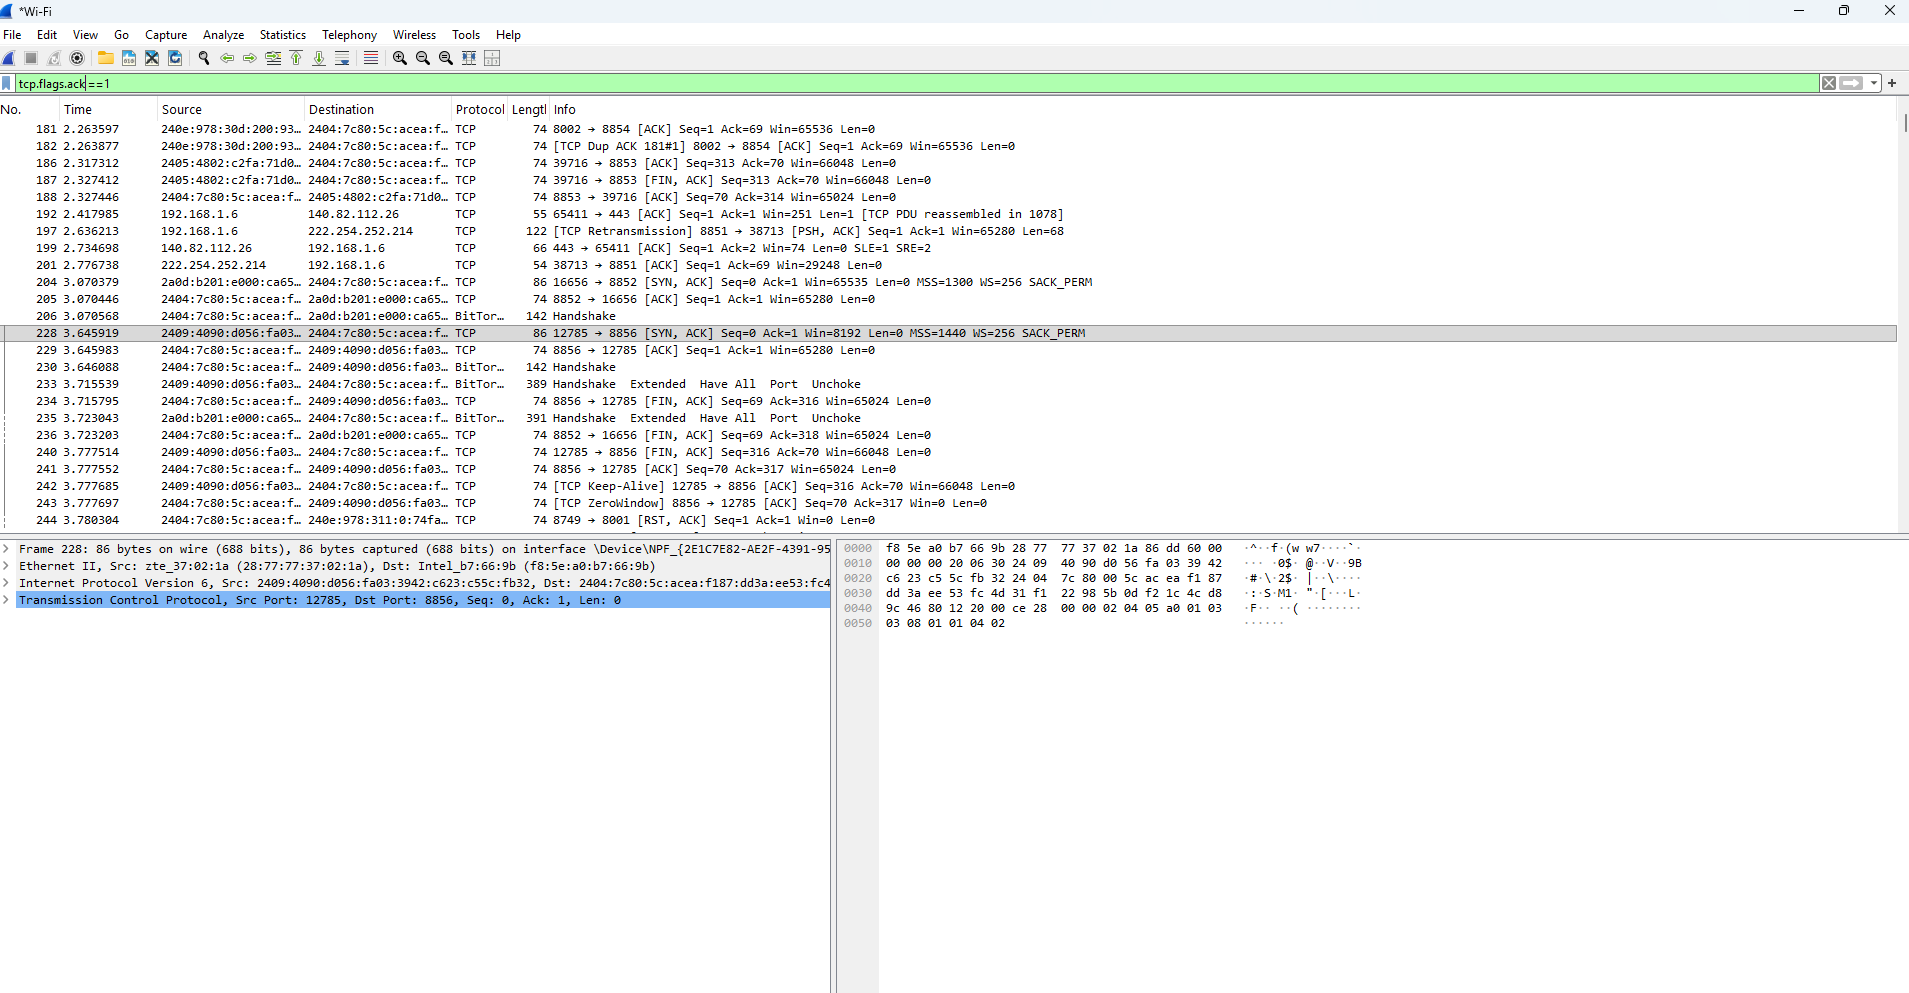 *Wi-Fi
File Edit View Go Capture Analyze Statistics Telephony Wireless Tools Help
tcp.flags.ack==1
No. Time Source Destination Protocol Lengtl Info
181 2.263597 240e:978:30d:200:93… 2404:7c80:5c:acea:f… TCP 74 8002 → 8854 [ACK] Seq=1 Ack=69 Win=65536 Len=0
182 2.263877 240e:978:30d:200:93… 2404:7c80:5c:acea:f… TCP 74 [TCP Dup ACK 181#1] 8002 → 8854 [ACK] Seq=1 Ack=69 Win=65536 Len=0
186 2.317312 2405:4802:c2fa:71d0… 2404:7c80:5c:acea:f… TCP 74 39716 → 8853 [ACK] Seq=313 Ack=70 Win=66048 Len=0
187 2.327412 2405:4802:c2fa:71d0… 2404:7c80:5c:acea:f… TCP 74 39716 → 8853 [FIN, ACK] Seq=313 Ack=70 Win=66048 Len=0
188 2.327446 2404:7c80:5c:acea:f… 2405:4802:c2fa:71d0… TCP 74 8853 → 39716 [ACK] Seq=70 Ack=314 Win=65024 Len=0
192 2.417985 192.168.1.6 140.82.112.26 TCP 55 65411 → 443 [ACK] Seq=1 Ack=1 Win=251 Len=1 [TCP PDU reassembled in 1078]
197 2.636213 192.168.1.6 222.254.252.214 TCP 122 [TCP Retransmission] 8851 → 38713 [PSH, ACK] Seq=1 Ack=1 Win=65280 Len=68
199 2.734698 140.82.112.26 192.168.1.6 TCP 66 443 → 65411 [ACK] Seq=1 Ack=2 Win=74 Len=0 SLE=1 SRE=2
201 2.776738 222.254.252.214 192.168.1.6 TCP 54 38713 → 8851 [ACK] Seq=1 Ack=69 Win=29248 Len=0
204 3.070379 2a0d:b201:e000:ca65… 2404:7c80:5c:acea:f… TCP 86 16656 → 8852 [SYN, ACK] Seq=0 Ack=1 Win=65535 Len=0 MSS=1300 WS=256 SACK_PERM
205 3.070446 2404:7c80:5c:acea:f… 2a0d:b201:e000:ca65… TCP 74 8852 → 16656 [ACK] Seq=1 Ack=1 Win=65280 Len=0
206 3.070568 2404:7c80:5c:acea:f… 2a0d:b201:e000:ca65… BitTor… 142 Handshake
228 3.645919 2409:4090:d056:fa03… 2404:7c80:5c:acea:f… TCP 86 12785 → 8856 [SYN, ACK] Seq=0 Ack=1 Win=8192 Len=0 MSS=1440 WS=256 SACK_PERM
229 3.645983 2404:7c80:5c:acea:f… 2409:4090:d056:fa03… TCP 74 8856 → 12785 [ACK] Seq=1 Ack=1 Win=65280 Len=0
230 3.646088 2404:7c80:5c:acea:f… 2409:4090:d056:fa03… BitTor… 142 Handshake
233 3.715539 2409:4090:d056:fa03… 2404:7c80:5c:acea:f… BitTor… 389 Handshake Extended Have All Port Unchoke
234 3.715795 2404:7c80:5c:acea:f… 2409:4090:d056:fa03… TCP 74 8856 → 12785 [FIN, ACK] Seq=69 Ack=316 Win=65024 Len=0
235 3.723043 2a0d:b201:e000:ca65… 2404:7c80:5c:acea:f… BitTor… 391 Handshake Extended Have All Port Unchoke
236 3.723203 2404:7c80:5c:acea:f… 2a0d:b201:e000:ca65… TCP 74 8852 → 16656 [FIN, ACK] Seq=69 Ack=318 Win=65024 Len=0
240 3.777514 2409:4090:d056:fa03… 2404:7c80:5c:acea:f… TCP 74 12785 → 8856 [FIN, ACK] Seq=316 Ack=70 Win=66048 Len=0
241 3.777552 2404:7c80:5c:acea:f… 2409:4090:d056:fa03… TCP 74 8856 → 12785 [ACK] Seq=70 Ack=317 Win=65024 Len=0
242 3.777685 2409:4090:d056:fa03… 2404:7c80:5c:acea:f… TCP 74 [TCP Keep-Alive] 12785 → 8856 [ACK] Seq=316 Ack=70 Win=66048 Len=0
243 3.777697 2404:7c80:5c:acea:f… 2409:4090:d056:fa03… TCP 74 [TCP ZeroWindow] 8856 → 12785 [ACK] Seq=70 Ack=317 Win=0 Len=0
244 3.780304 2404:7c80:5c:acea:f… 240e:978:311:0:74fa… TCP 74 8749 → 8001 [RST, ACK] Seq=1 Ack=1 Win=0 Len=0
Frame 228: 86 bytes on wire (688 bits), 86 bytes captured (688 bits) on interface \Device\NPF_{2E1C7E82-AE2F-4391-95
Ethernet II, Src: zte_37:02:1a (28:77:77:37:02:1a), Dst: Intel_b7:66:9b (f8:5e:a0:b7:66:9b)
Internet Protocol Version 6, Src: 2409:4090:d056:fa03:3942:c623:c55c:fb32, Dst: 2404:7c80:5c:acea:f187:dd3a:ee53:fc4
Transmission Control Protocol, Src Port: 12785, Dst Port: 8856, Seq: 0, Ack: 1, Len: 0
0000 f8 5e a0 b7 66 9b 28 77 77 37 02 1a 86 dd 60 00 ·^··f·(w w7····`·
0010 00 00 00 20 06 30 24 09 40 90 d0 56 fa 03 39 42 ··· ·0$· @··V··9B
0020 c6 23 c5 5c fb 32 24 04 7c 80 00 5c ac ea f1 87 ·#·\·2$· |··\····
0030 dd 3a ee 53 fc 4d 31 f1 22 98 5b 0d f2 1c 4c d8 ·:·S·M1· "·[···L·
0040 9c 46 80 12 20 00 ce 28 00 00 02 04 05 a0 01 03 ·F·· ··( ········
0050 03 08 01 01 04 02 ······